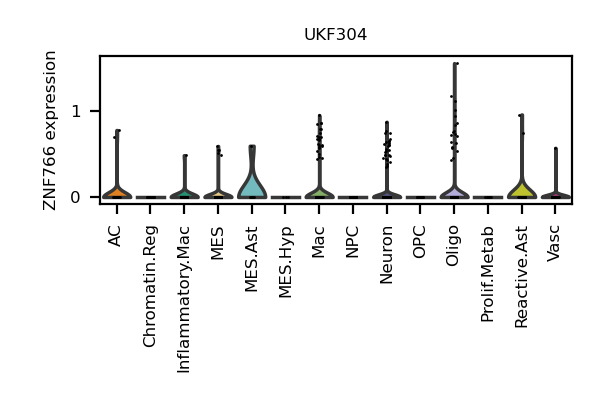 UKF304
ZNF766 expression
1
0
AC
Chromatin.Reg
Inflammatory.Mac
MES
MES.Ast
MES.Hyp
Mac
NPC
Neuron
OPC
Oligo
Prolif.Metab
Reactive.Ast
Vasc